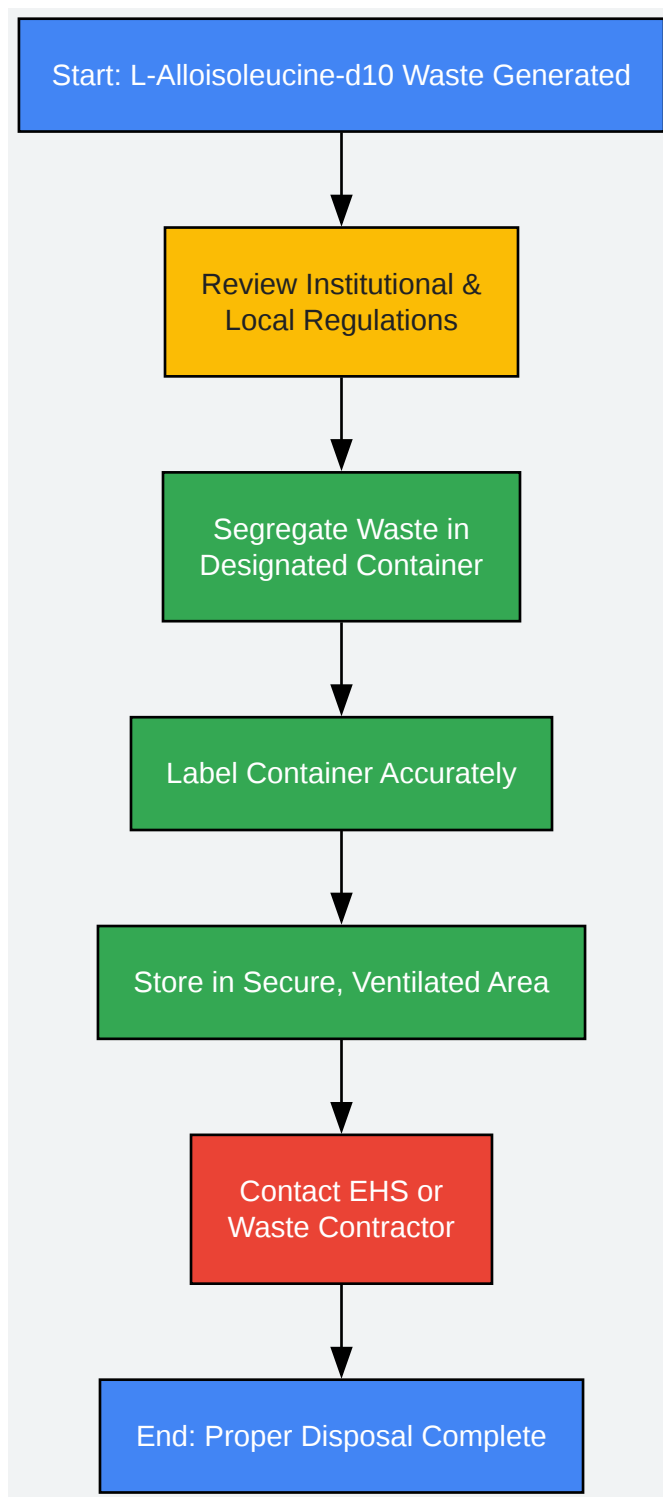 Start: L-Alloisoleucine-d10 Waste Generated
Review Institutional &
Local Regulations
Segregate Waste in
Designated Container
Label Container Accurately
Store in Secure, Ventilated Area
Contact EHS or
Waste Contractor
End: Proper Disposal Complete